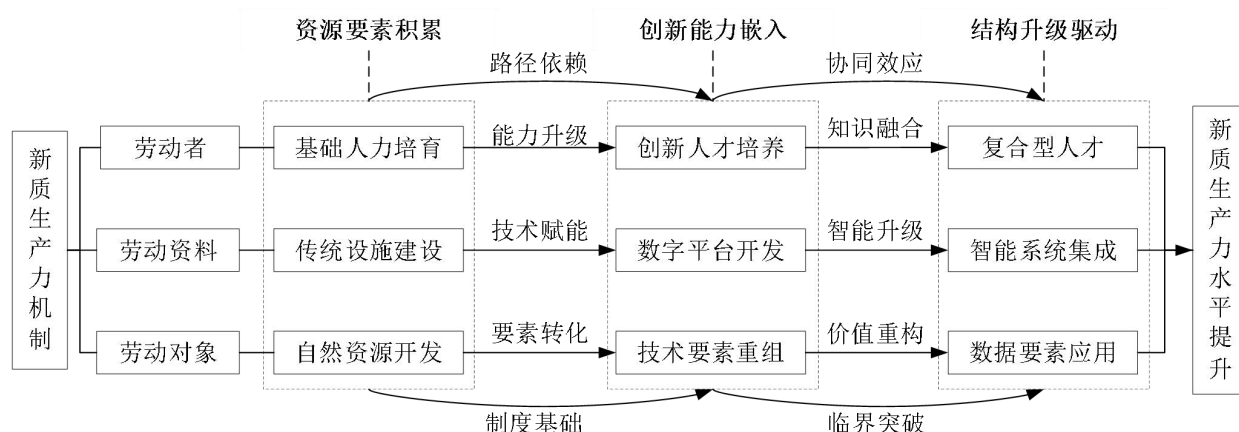 资源要素积累
创新能力嵌入
结构升级驱动
路径依赖
协同效应
新质生产力机制
劳动者
基础人力培育
能力升级
创新人才培养
知识融合
复合型人才
劳动资料
传统设施建设
技术赋能
数字平台开发
智能升级
智能系统集成
劳动对象
自然资源开发
要素转化
技术要素重组
价值重构
数据要素应用
新质生产力水平提升
制度基础
临界突破